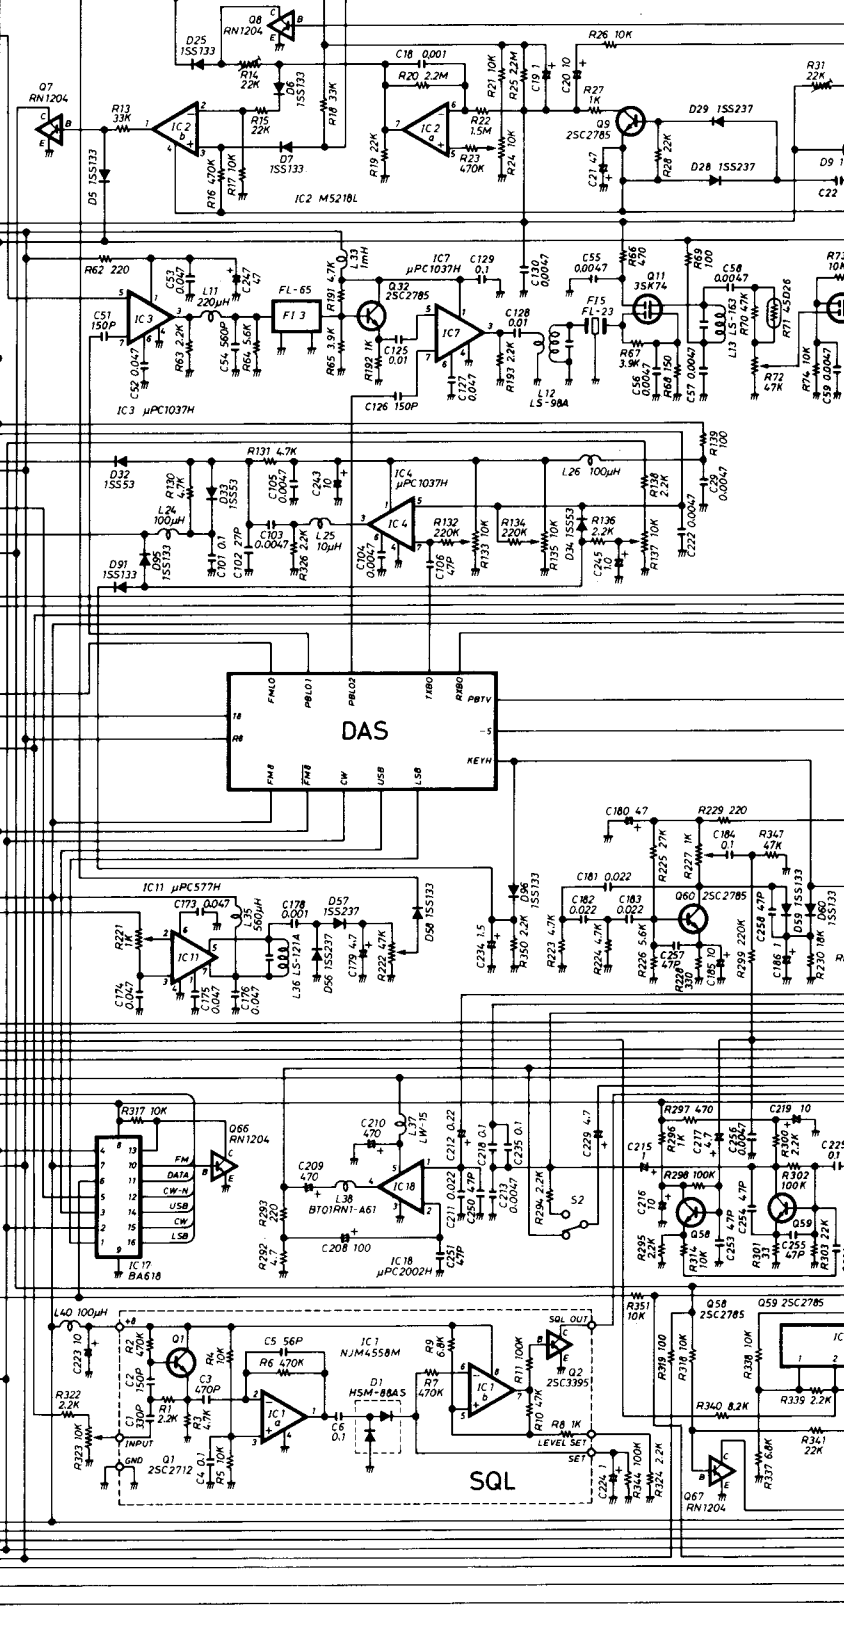 Q8
RN1204
C
B
E
D25
1SS133
R14
22K
D6
1SS133
C18 0.001
R20 2.2M
R21 10K
R25 2.2M
C19 1
C20 10
R26 10K
R27
1K
R31
22K
Q7
RN1204
C
B
E
R13
33K
IC2
b
R15
22K
R18 33K
D7
1SS133
R16 470K
R17 10K
R19 22K
IC2
a
R22
1.5M
R23
470K
R24 10K
Q9
2SC2785
C21 47
R28 22K
D29 1SS237
D28 1SS237
D9
C22
D5 1SS133
IC2 M5218L
R62 220
C53
0.047
L11
220µH
C247
47
FL-65
FI3
L33
1mH
R191 4.7K
Q32
2SC2785
IC7
µPC1037H
C129
0.1
C130
0.0047
C55
0.0047
R66
470
R69
100
C58
0.0047
Q11
3SK74
C51
150P
IC3
R63 2.2K
C54 560P
R64 5.6K
R65 3.9K
R192 1K
C125
0.01
IC7
R193 2.2K
C128
0.01
L12
LS-98A
FI5
FL-23
R67
3.9K
C56
0.0047
R68 150
C57 0.0047
L13
LS-163
R70 47K
R71 4SD26
R72
47K
R74 10K
C59 0.0047
10K
C52 0.047
IC3 µPC1037H
C126 150P
C127
0.047
D32
1SS53
R130
4.7K
D33
1SS53
R131 4.7K
C105
0.0047
C243
10
IC4
µPC1037H
IC4
L26 100µH
R138
2.2K
R139
100
C29
0.0047
L24
100µH
D95
1SS133
D91
1SS133
C101 0.1
C102 27P
C103
0.0047
R326 2.2K
L25
10µH
C104
0.0047
R132
220K
C106
47P
R133 10K
R134
220K
R135 10K
D34 1SS53
R136
2.2K
C245
1.0
R137 10K
C222 0.0047
FMLO
PBLO1
PBLO2
TXBO
RXBO
PBTV
T8
R8
DAS
-5
KEYH
FM8
FM8
CW
USB
LSB
C180 47
R229 220
R225 27K
R227 1K
C184
0.1
R347
47K
C181 0.022
C182
0.022
C183
0.022
Q60
2SC2785
C258 47P
D59 1SS133
D60
1SS133
D96
1SS133
C234 1.5
R350 2.2K
R223 4.7K
R224 4.7K
R226 5.6K
C257
47P
R228
330
C185 10
R299 220K
C186 1
R230 18K
IC11 µPC577H
C173 0.047
R221
1K
IC11
L35
560µH
C178
0.001
D57
1SS237
L36 LS-121A
D56 1SS237
C179 4.7
R222 47K
D58 1SS133
C174
0.047
C175
0.047
C176
0.047
R317 10K
Q66
RN1204
C
B
E
FM
DATA
CW-N
USB
CW
LSB
IC17
BA618
C210
470
L37
LW-15
C209
470
L38
BT01RN1-A61
IC18
R293
220
R292
4.7
C208 100
IC18
µPC2002H
C251
47P
C212 0.22
C211 0.022
C250 47P
C218 0.1
C213
0.0047
C235 0.1
R294 2.2K
S2
C229 4.7
C215
1
R297 470
R296
1K
C217
4.7
C256
0.0047
C219 10
R300
2.2K
C225
0.1
R298 100K
R302
100K
C216
10
Q58
C254 47P
Q59
R295
2.2K
R314
10K
C253 47P
R301
33
C255
47P
R303 22K
L40 100µH
C223 10
+8
R2
470K
Q1
C2
150P
R1
2.2K
C3
470P
R4
10K
C5 56P
R6 470K
IC1
NJM4558M
D1
HSM-88AS
R7
470K
R9
6.8K
IC1
b
R11 100K
SQL OUT
C
B
E
Q2
2SC3395
R10 47K
R8 1K
LEVEL SET
SET
R322
2.2K
R323 10K
C1
330P
INPUT
GND
Q1
2SC2712
R3
4.7K
C4 0.1
R5 10K
IC1
a
C6
0.1
SQL
C224 1
R344 100K
R324 2.2K
R351
10K
Q58
2SC2785
Q59 2SC2785
R319 100
R318 10K
R338 10K
IC
R339 2.2K
R340 8.2K
R341
22K
R337 6.8K
Q67
RN1204
B
C
E